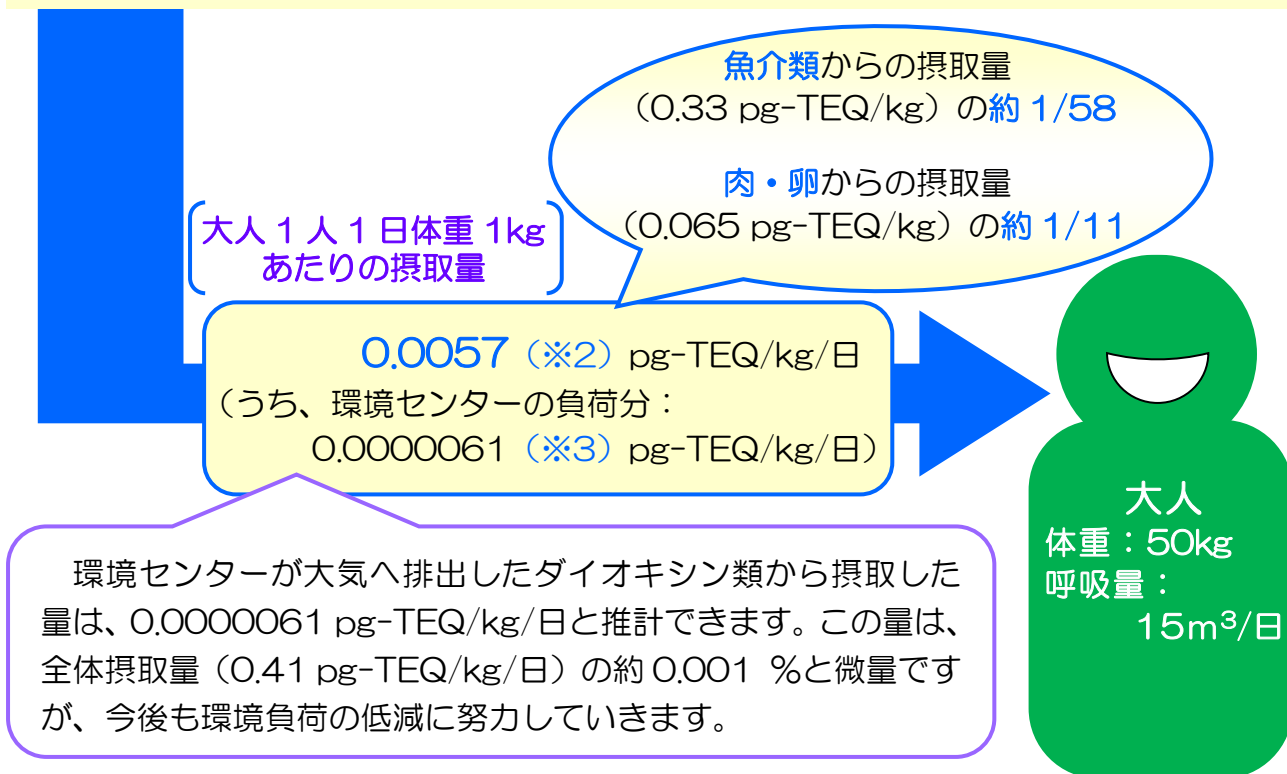 魚介類からの摂取量
（0.33 pg-TEQ/kg）の約 1/58
肉・卵からの摂取量
（0.065 pg-TEQ/kg）の約 1/11
大人 1 人 1 日体重 1kg
あたりの摂取量
0.0057（※2）pg-TEQ/kg/日
（うち、環境センターの負荷分：
0.0000061（※3）pg-TEQ/kg/日）
環境センターが大気へ排出したダイオキシン類から摂取した
量は、0.0000061 pg-TEQ/kg/日と推計できます。この量は、
全体摂取量（0.41 pg-TEQ/kg/日）の約 0.001 %と微量です
が、今後も環境負荷の低減に努力していきます。
大人
体重：50kg
呼吸量：
15m³/日